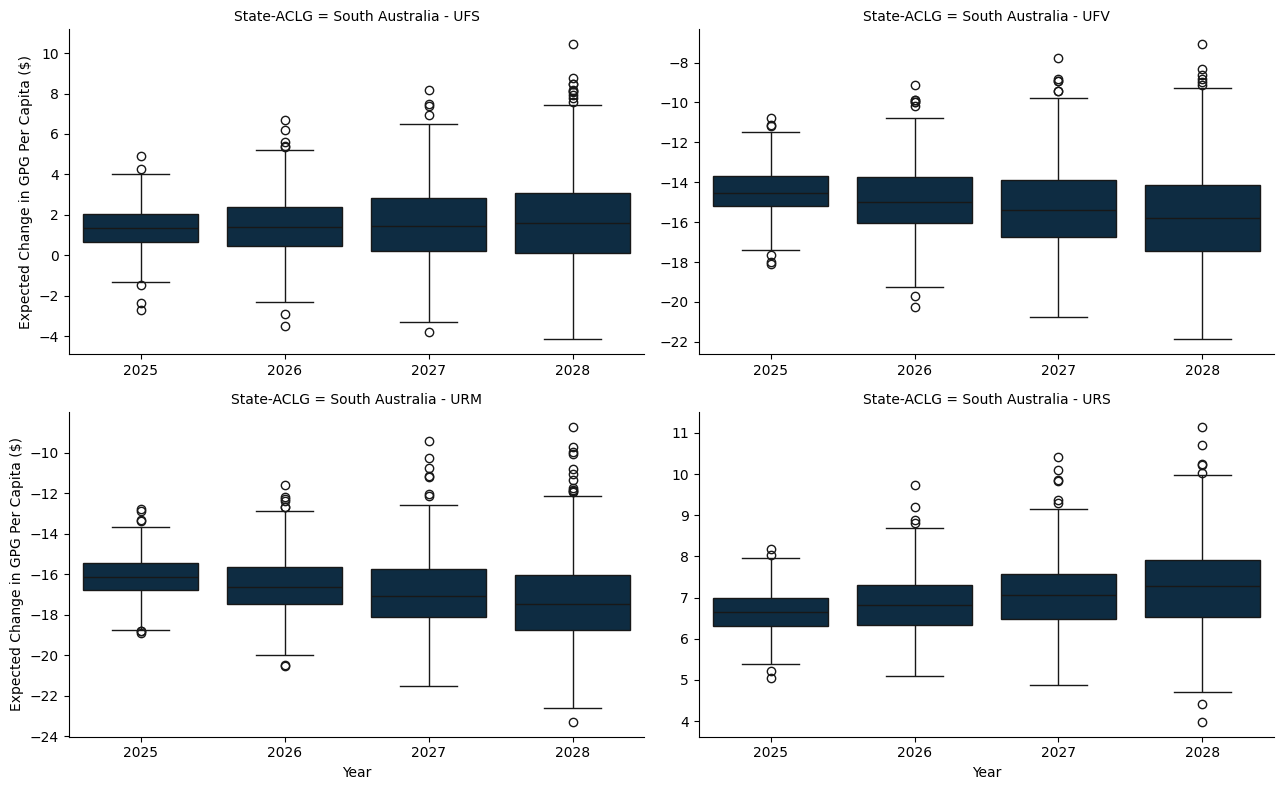 State-ACLG = South Australia - UFS
Expected Change in GPG Per Capita ($)
10
8
6
4
2
0
−2
−4
2025 2026 2027 2028
State-ACLG = South Australia - UFV
−8
−10
−12
−14
−16
−18
−20
−22
2025 2026 2027 2028
State-ACLG = South Australia - URM
Expected Change in GPG Per Capita ($)
−10
−12
−14
−16
−18
−20
−22
−24
2025 2026 2027 2028
Year
State-ACLG = South Australia - URS
11
10
9
8
7
6
5
4
2025 2026 2027 2028
Year